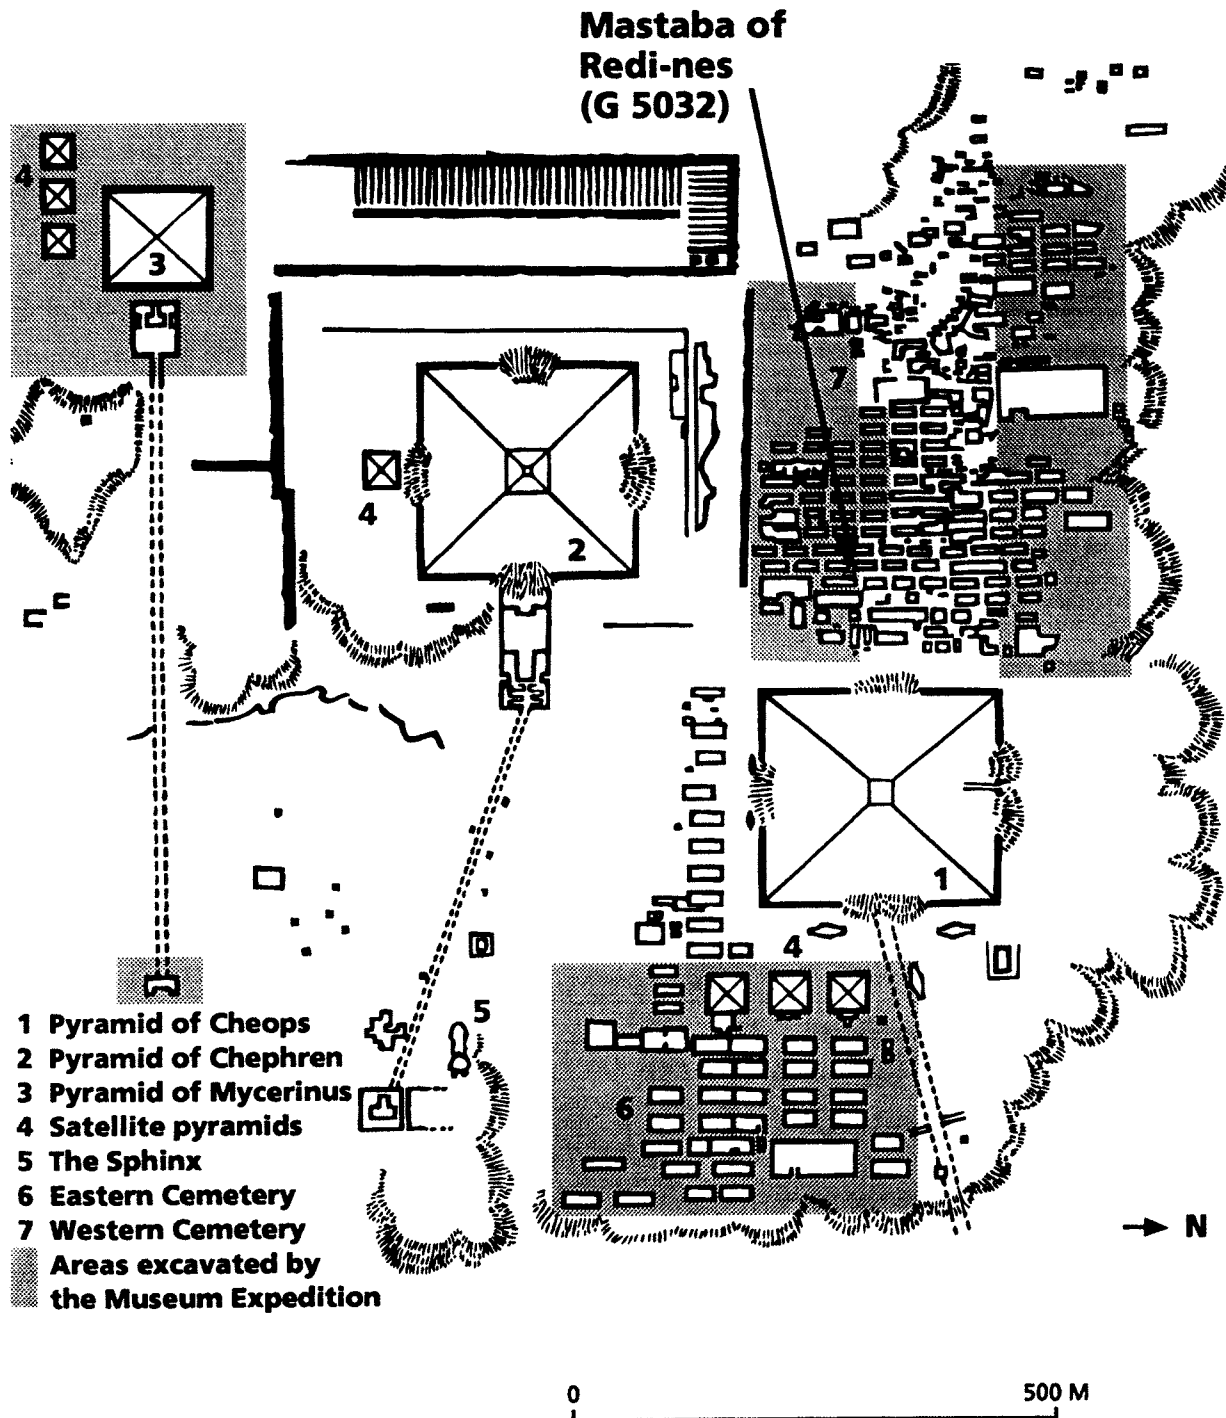 Mastaba of
Redi-nes
(G 5032)
4
3
7
4
2
1
4
5
6
1 Pyramid of Cheops
2 Pyramid of Chephren
3 Pyramid of Mycerinus
4 Satellite pyramids
5 The Sphinx
6 Eastern Cemetery
7 Western Cemetery
Areas excavated by
the Museum Expedition
N
0 500 M